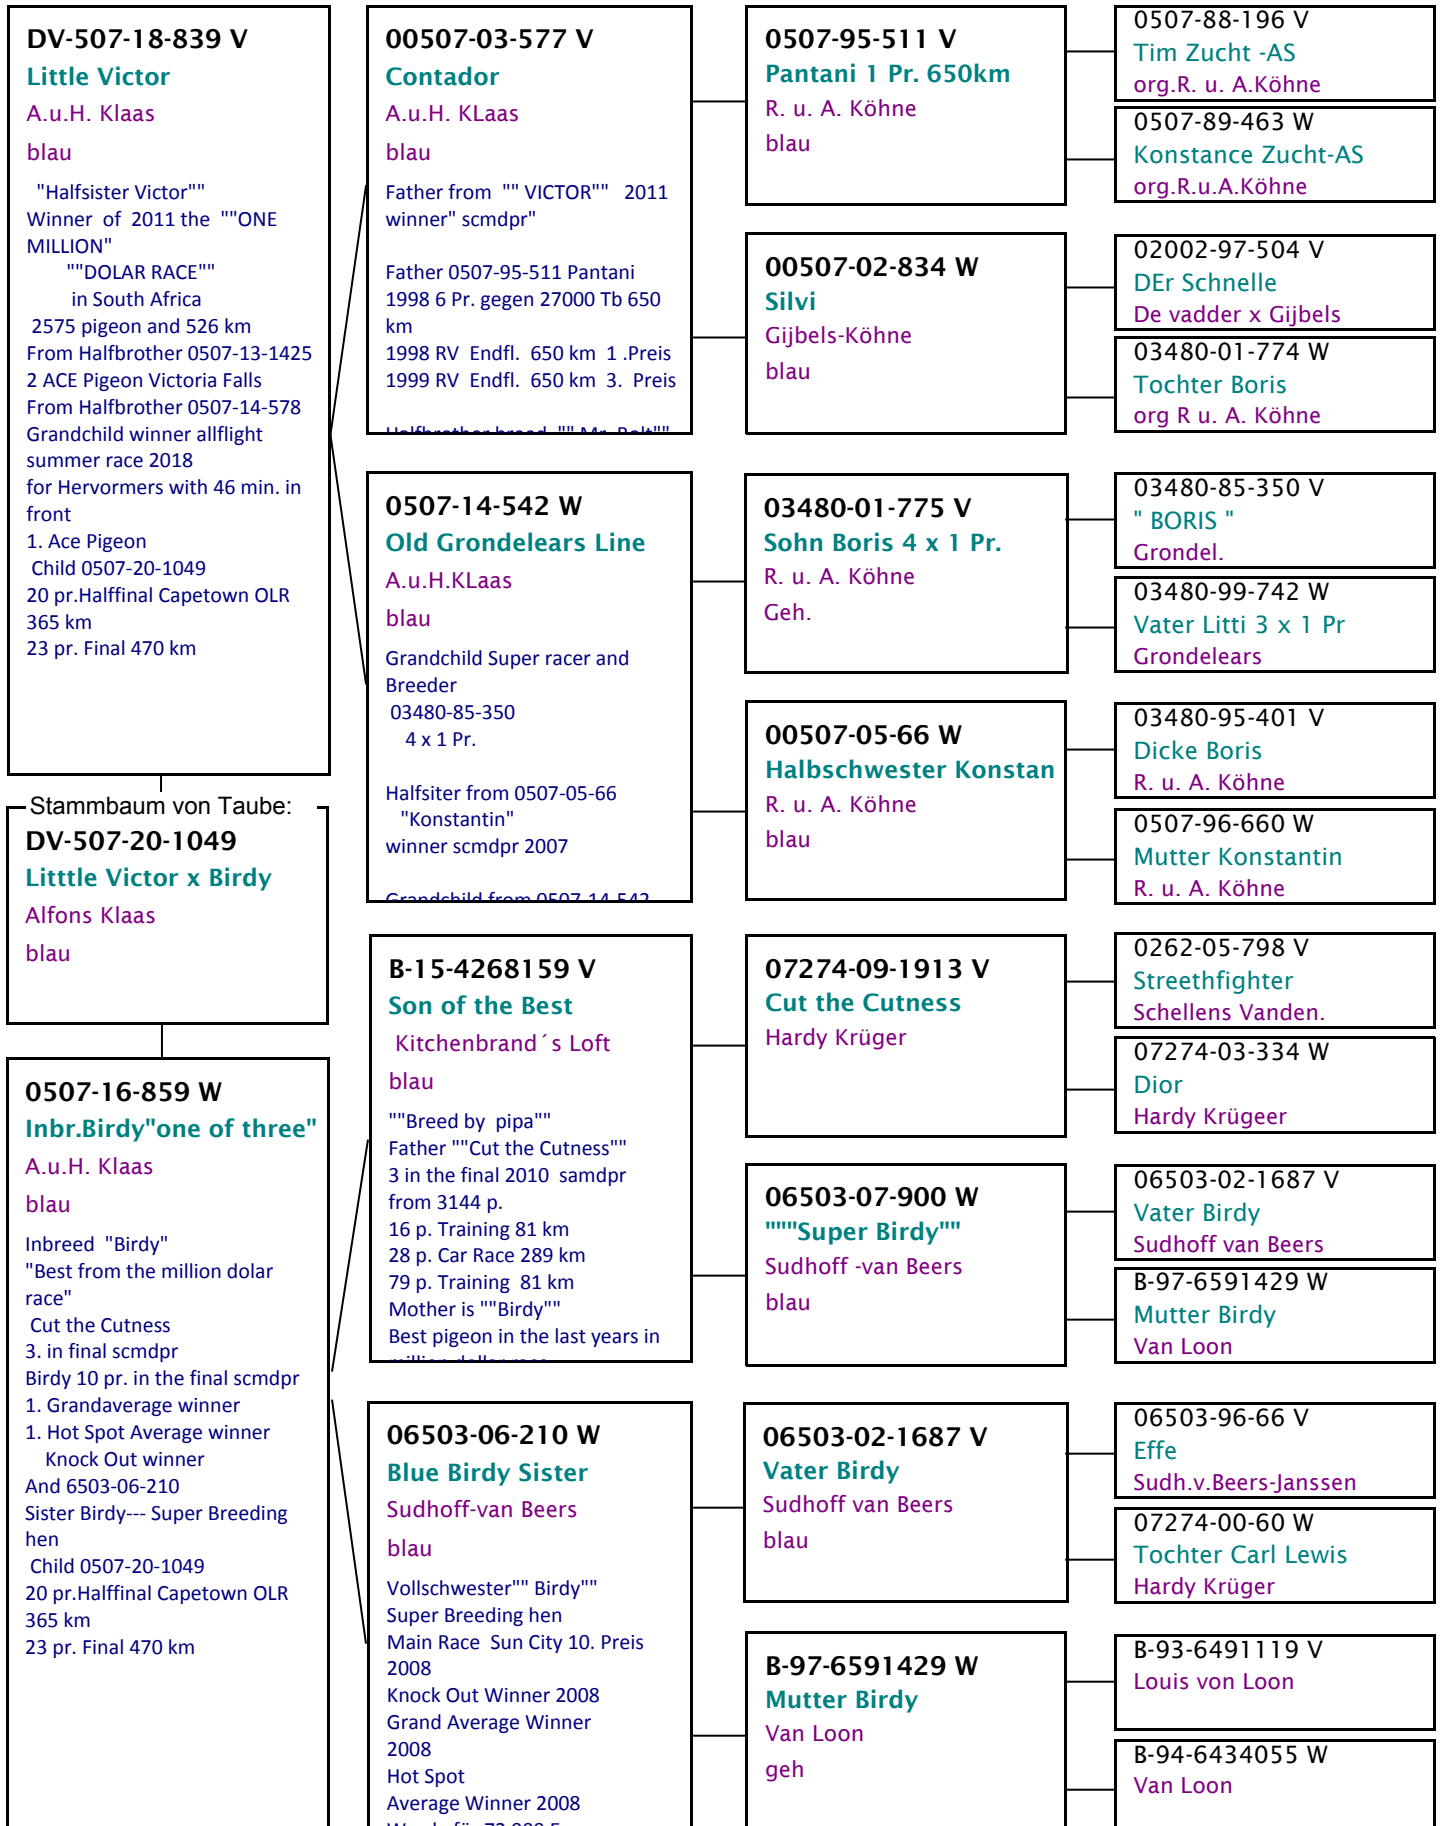 DV-507-18-839 V
Little Victor
A.u.H. Klaas
blau
"Halfsister Victor""
Winner of 2011 the ""ONE
MILLION"
""DOLAR RACE""
in South Africa
2575 pigeon and 526 km
From Halfbrother 0507-13-1425
2 ACE Pigeon Victoria Falls
From Halfbrother 0507-14-578
Grandchild winner allflight
summer race 2018
for Hervormers with 46 min. in
front
1. Ace Pigeon
Child 0507-20-1049
20 pr.Halffinal Capetown OLR
365 km
23 pr. Final 470 km
Stammbaum von Taube:
DV-507-20-1049
Litttle Victor x Birdy
Alfons Klaas
blau
0507-16-859 W
Inbr.Birdy"one of three"
A.u.H. Klaas
blau
Inbreed "Birdy"
"Best from the million dolar
race"
Cut the Cutness
3. in final scmdpr
Birdy 10 pr. in the final scmdpr
1. Grandaverage winner
1. Hot Spot Average winner
Knock Out winner
And 6503-06-210
Sister Birdy--- Super Breeding
hen
Child 0507-20-1049
20 pr.Halffinal Capetown OLR
365 km
23 pr. Final 470 km
00507-03-577 V
Contador
A.u.H. KLaas
blau
Father from "" VICTOR"" 2011
winner" scmdpr"
Father 0507-95-511 Pantani
1998 6 Pr. gegen 27000 Tb 650
km
1998 RV Endfl. 650 km 1 .Preis
1999 RV Endfl. 650 km 3. Preis
Halfbrother breed "" Mr. Bolt""
0507-14-542 W
Old Grondelears Line
A.u.H.KLaas
blau
Grandchild Super racer and
Breeder
03480-85-350
4 x 1 Pr.
Halfsiter from 0507-05-66
"Konstantin"
winner scmdpr 2007
Grandchild from 0507-14-542
B-15-4268159 V
Son of the Best
Kitchenbrand´s Loft
blau
""Breed by pipa""
Father ""Cut the Cutness""
3 in the final 2010 samdpr
from 3144 p.
16 p. Training 81 km
28 p. Car Race 289 km
79 p. Training 81 km
Mother is ""Birdy""
Best pigeon in the last years in
million dollar race
06503-06-210 W
Blue Birdy Sister
Sudhoff-van Beers
blau
Vollschwester"" Birdy""
Super Breeding hen
Main Race Sun City 10. Preis
2008
Knock Out Winner 2008
Grand Average Winner
2008
Hot Spot
Average Winner 2008
0507-95-511 V
Pantani 1 Pr. 650km
R. u. A. Köhne
blau
00507-02-834 W
Silvi
Gijbels-Köhne
blau
03480-01-775 V
Sohn Boris 4 x 1 Pr.
R. u. A. Köhne
Geh.
00507-05-66 W
Halbschwester Konstan
R. u. A. Köhne
blau
07274-09-1913 V
Cut the Cutness
Hardy Krüger
06503-07-900 W
"""Super Birdy""
Sudhoff -van Beers
blau
06503-02-1687 V
Vater Birdy
Sudhoff van Beers
blau
B-97-6591429 W
Mutter Birdy
Van Loon
geh
0507-88-196 V
Tim Zucht -AS
org.R. u. A.Köhne
0507-89-463 W
Konstance Zucht-AS
org.R.u.A.Köhne
02002-97-504 V
DEr Schnelle
De vadder x Gijbels
03480-01-774 W
Tochter Boris
org R u. A. Köhne
03480-85-350 V
" BORIS "
Grondel.
03480-99-742 W
Vater Litti 3 x 1 Pr
Grondelears
03480-95-401 V
Dicke Boris
R. u. A. Köhne
0507-96-660 W
Mutter Konstantin
R. u. A. Köhne
0262-05-798 V
Streethfighter
Schellens Vanden.
07274-03-334 W
Dior
Hardy Krügeer
06503-02-1687 V
Vater Birdy
Sudhoff van Beers
B-97-6591429 W
Mutter Birdy
Van Loon
06503-96-66 V
Effe
Sudh.v.Beers-Janssen
07274-00-60 W
Tochter Carl Lewis
Hardy Krüger
B-93-6491119 V
Louis von Loon
B-94-6434055 W
Van Loon